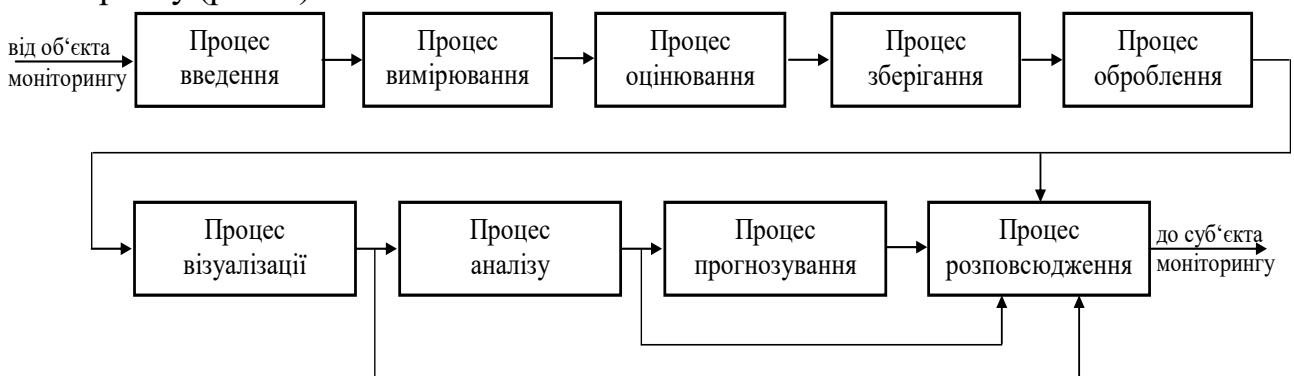 від об‘єкта
моніторингу
Процес
введення
Процес
вимірювання
Процес
оцінювання
Процес
зберігання
Процес
оброблення
Процес
візуалізації
Процес
аналізу
Процес
прогнозування
Процес
розповсюдження
до суб‘єкта
моніторингу